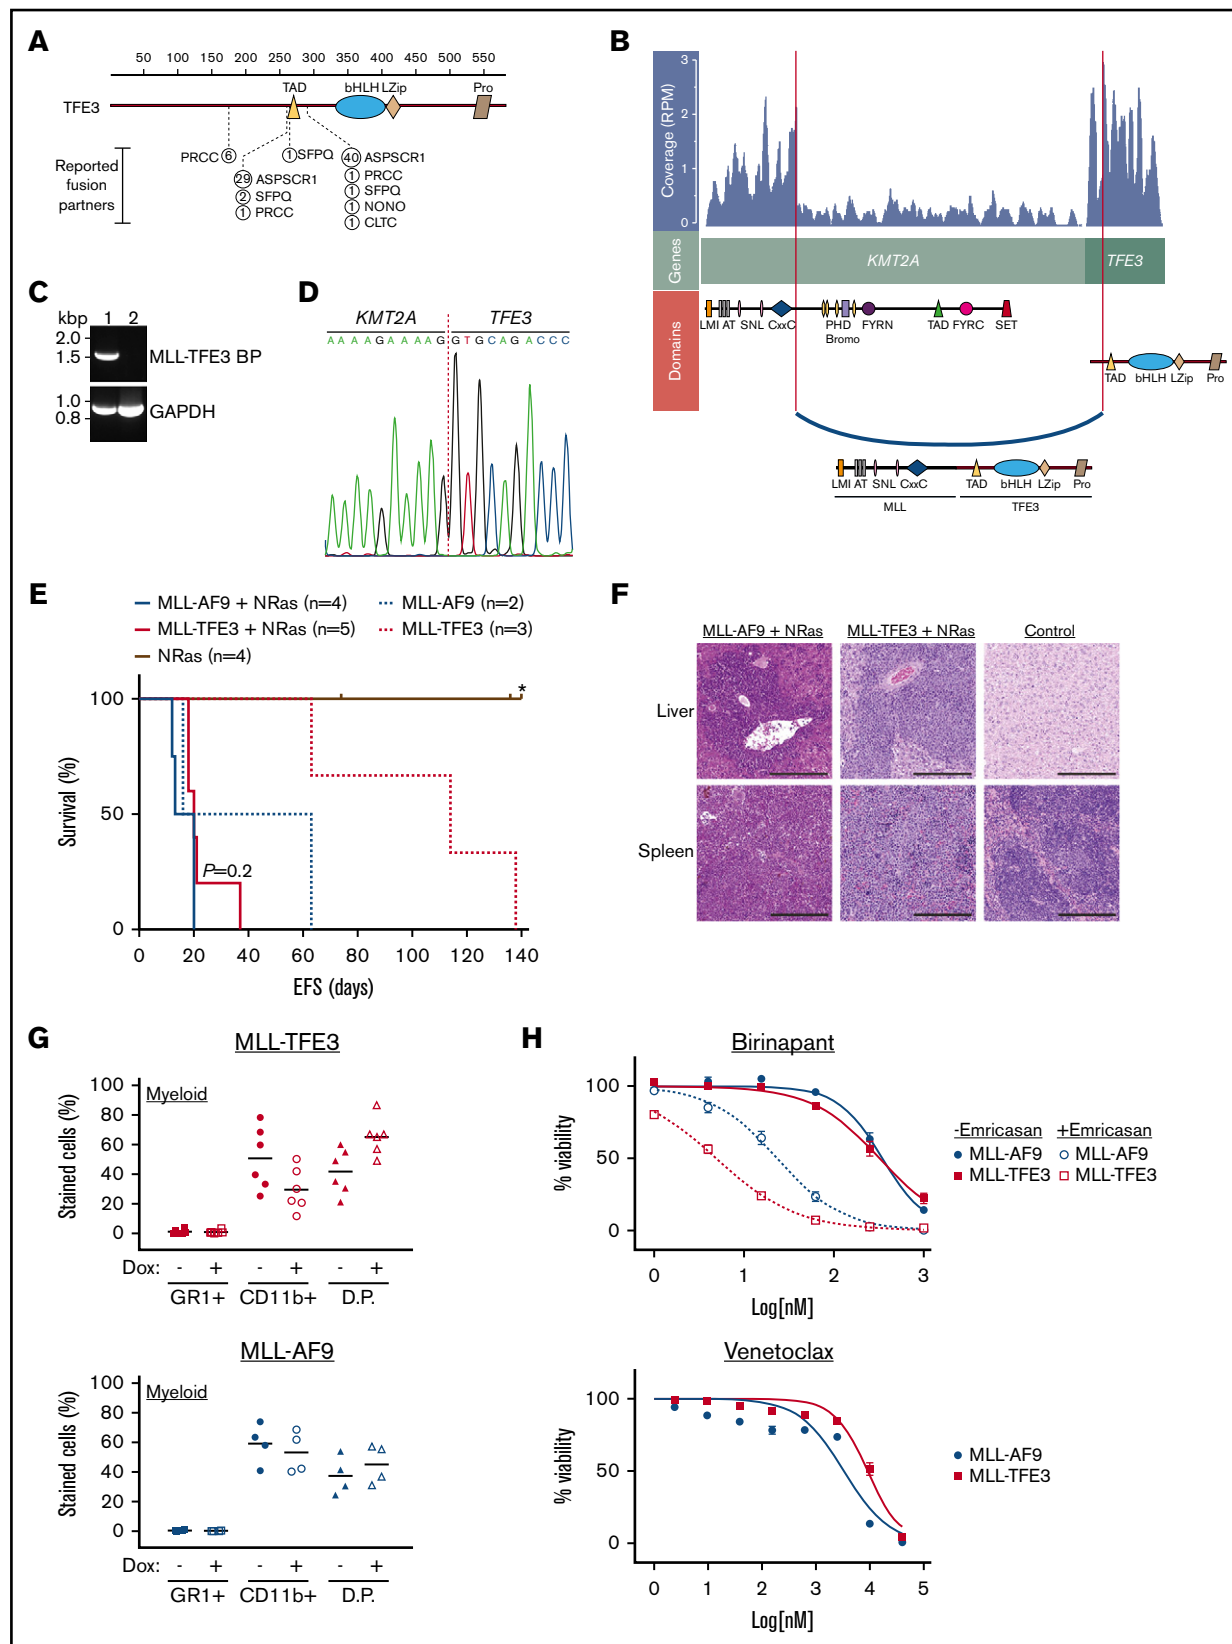 A
50 100 150 200 250 300 350 400 450 500 550
TAD bHLH LZip Pro
TFE3
Reported fusion partners
PRCC 6
1 SFPQ
29 ASPSCR1
2 SFPQ
1 PRCC
40 ASPSCR1
1 PRCC
1 SFPQ
1 NONO
1 CLTC
B
Coverage (RPM)
3
2
1
0
Genes
KMT2A TFE3
Domains
LMI AT SNL CxxC PHD FYRN TAD FYRC SET
Bromo
TAD bHLH LZip Pro
LMI AT SNL CxxC TAD bHLH LZip Pro
MLL TFE3
C
kbp 1 2
2.0
1.5
MLL-TFE3 BP
1.0
0.8
GAPDH
D
KMT2A TFE3
A A A A G A A A A G G T G C A G A C C C
E
MLL-AF9 + NRas (n=4) MLL-AF9 (n=2)
MLL-TFE3 + NRas (n=5) MLL-TFE3 (n=3)
NRas (n=4)
Survival (%)
100
50
0
*
P=0.2
0 20 40 60 80 100 120 140
EFS (days)
F
MLL-AF9 + NRas MLL-TFE3 + NRas Control
Liver
Spleen
G
MLL-TFE3
Myeloid
Stained cells (%)
100
80
60
40
20
0
Dox: - + - + - +
GR1+ CD11b+ D.P.
MLL-AF9
Myeloid
Stained cells (%)
100
80
60
40
20
0
Dox: - + - + - +
GR1+ CD11b+ D.P.
H
Birinapant
% viability
100
50
0
0 1 2 3
Log[nM]
-Emricasan +Emricasan
MLL-AF9 MLL-AF9
MLL-TFE3 MLL-TFE3
Venetoclax
% viability
100
50
0
0 1 2 3 4 5
Log[nM]
MLL-AF9
MLL-TFE3